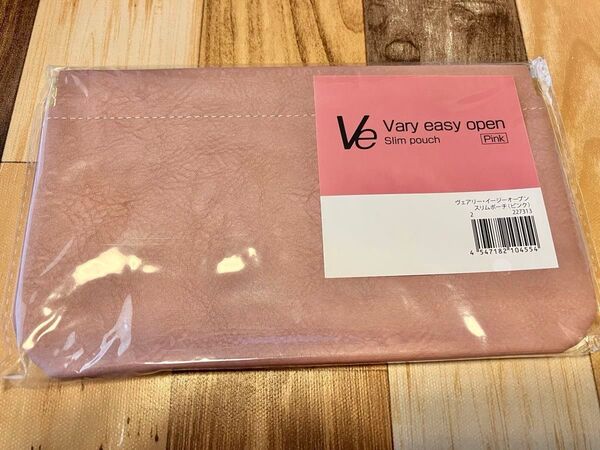 Ve Vary easy open
Slim pouch Pink
ヴェアリー・イージーオープン
スリムポーチ(ピンク)
2 227313
4 547182 104554